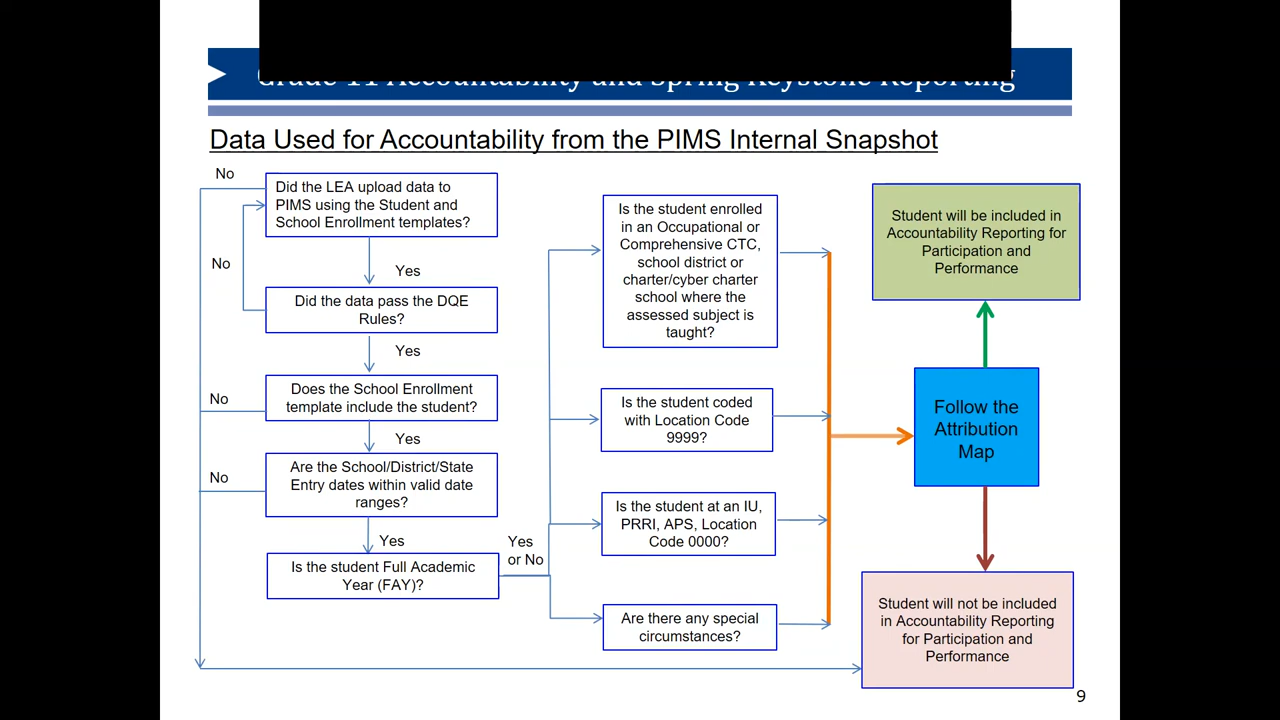 Grade 11 Accountability and Spring Keystone Reporting
Data Used for Accountability from the PIMS Internal Snapshot
No
Did the LEA upload data to
PIMS using the Student and
School Enrollment templates?
No
Yes
Did the data pass the DQE
Rules?
Yes
Does the School Enrollment
template include the student?
No
Yes
Are the School/District/State
Entry dates within valid date
ranges?
No
Yes
Is the student Full Academic
Year (FAY)?
Yes
or No
Is the student enrolled
in an Occupational or
Comprehensive CTC,
school district or
charter/cyber charter
school where the
assessed subject is
taught?
Is the student coded
with Location Code
9999?
Is the student at an IU,
PRRI, APS, Location
Code 0000?
Are there any special
circumstances?
Student will be included in
Accountability Reporting for
Participation and
Performance
Follow the
Attribution
Map
Student will not be included
in Accountability Reporting
for Participation and
Performance
9